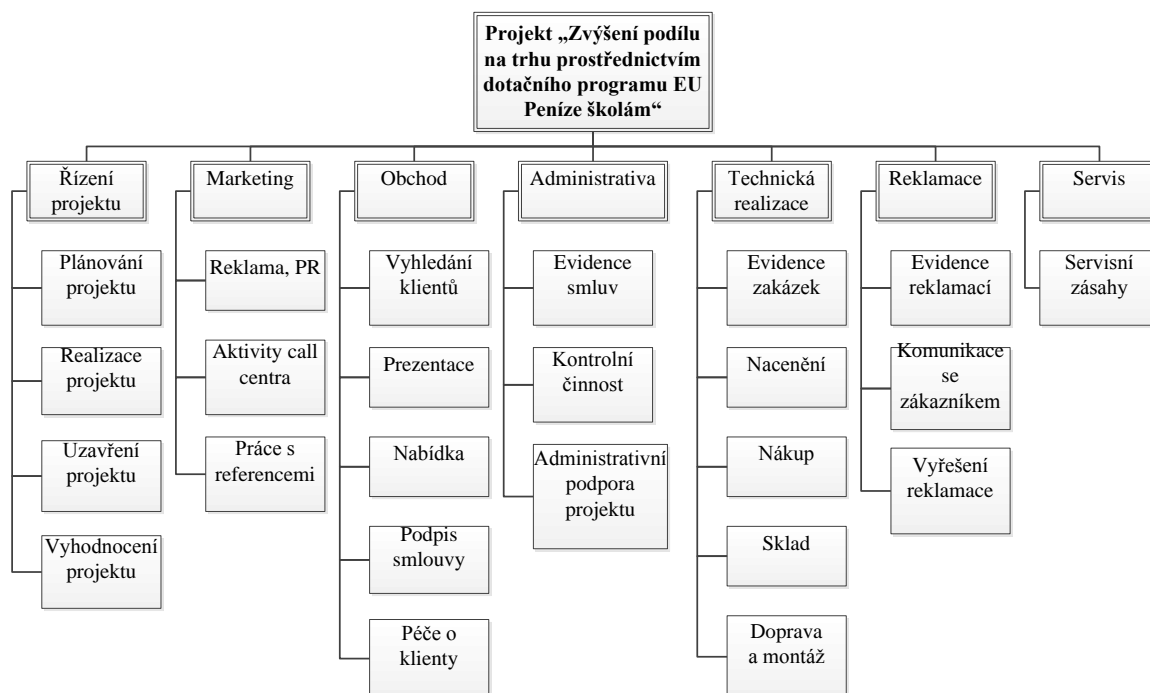 Projekt „Zvýšení podílu
na trhu prostřednictvím
dotačního programu EU
Peníze školám“
Řízení
projektu
Marketing
Obchod
Administrativa
Technická
realizace
Reklamace
Servis
Plánování
projektu
Realizace
projektu
Uzavření
projektu
Vyhodnocení
projektu
Reklama, PR
Aktivity call
centra
Práce s
referencemi
Vyhledání
klientů
Prezentace
Nabídka
Podpis
smlouvy
Péče o
klienty
Evidence
smluv
Kontrolní
činnost
Administrativní
podpora
projektu
Evidence
zakázek
Nacenění
Nákup
Sklad
Doprava
a montáž
Evidence
reklamací
Komunikace
se
zákazníkem
Vyřešení
reklamace
Servisní
zásahy